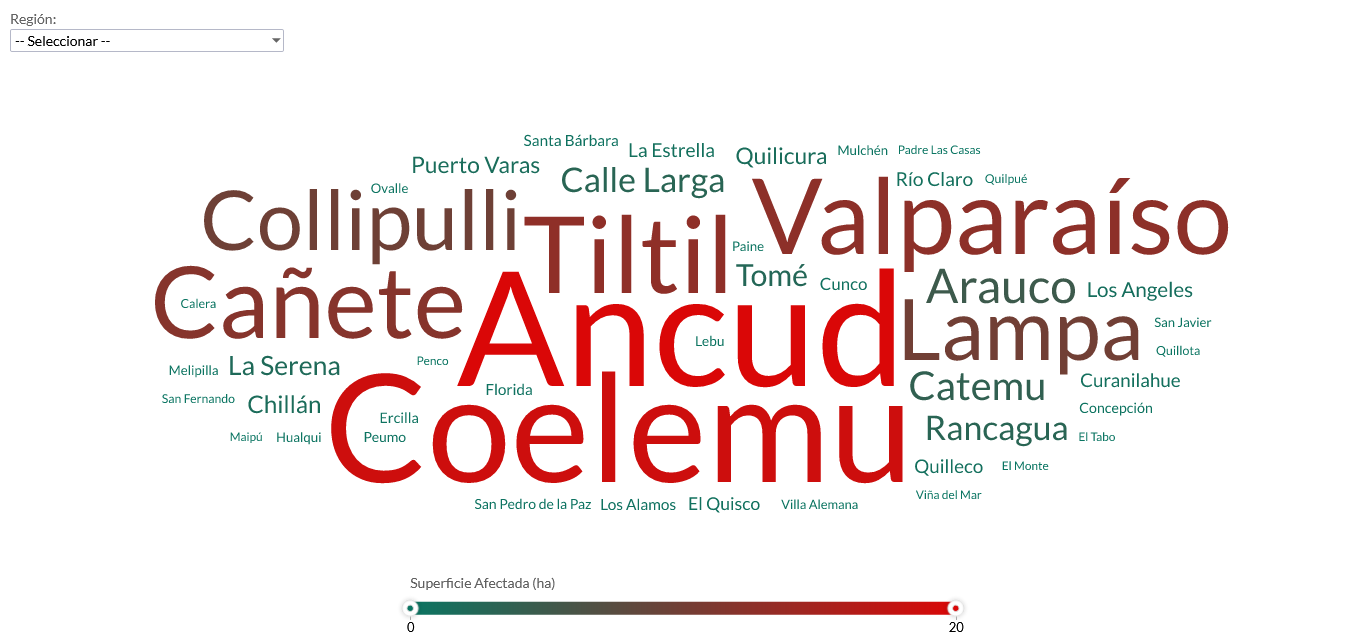 Región:
-- Seleccionar --
Santa Bárbara
La Estrella
Quilicura
Mulchén
Padre Las Casas
Puerto Varas
Calle Larga
Río Claro
Quilpué
Ovalle
Collipulli
Tiltil
Valparaíso
Paine
Tomé
Cunco
Arauco
Los Angeles
Cañete
Calera
Ancud
Lampa
San Javier
Lebu
Quillota
Melipilla
La Serena
Penco
Florida
Catemu
Curanilahue
San Fernando
Chillán
Ercilla
Coelemu
Concepción
Maipú
Hualqui
Peumo
Rancagua
El Tabo
Quilleco
El Monte
Viña del Mar
San Pedro de la Paz
Los Alamos
El Quisco
Villa Alemana
Superficie Afectada (ha)
0
20